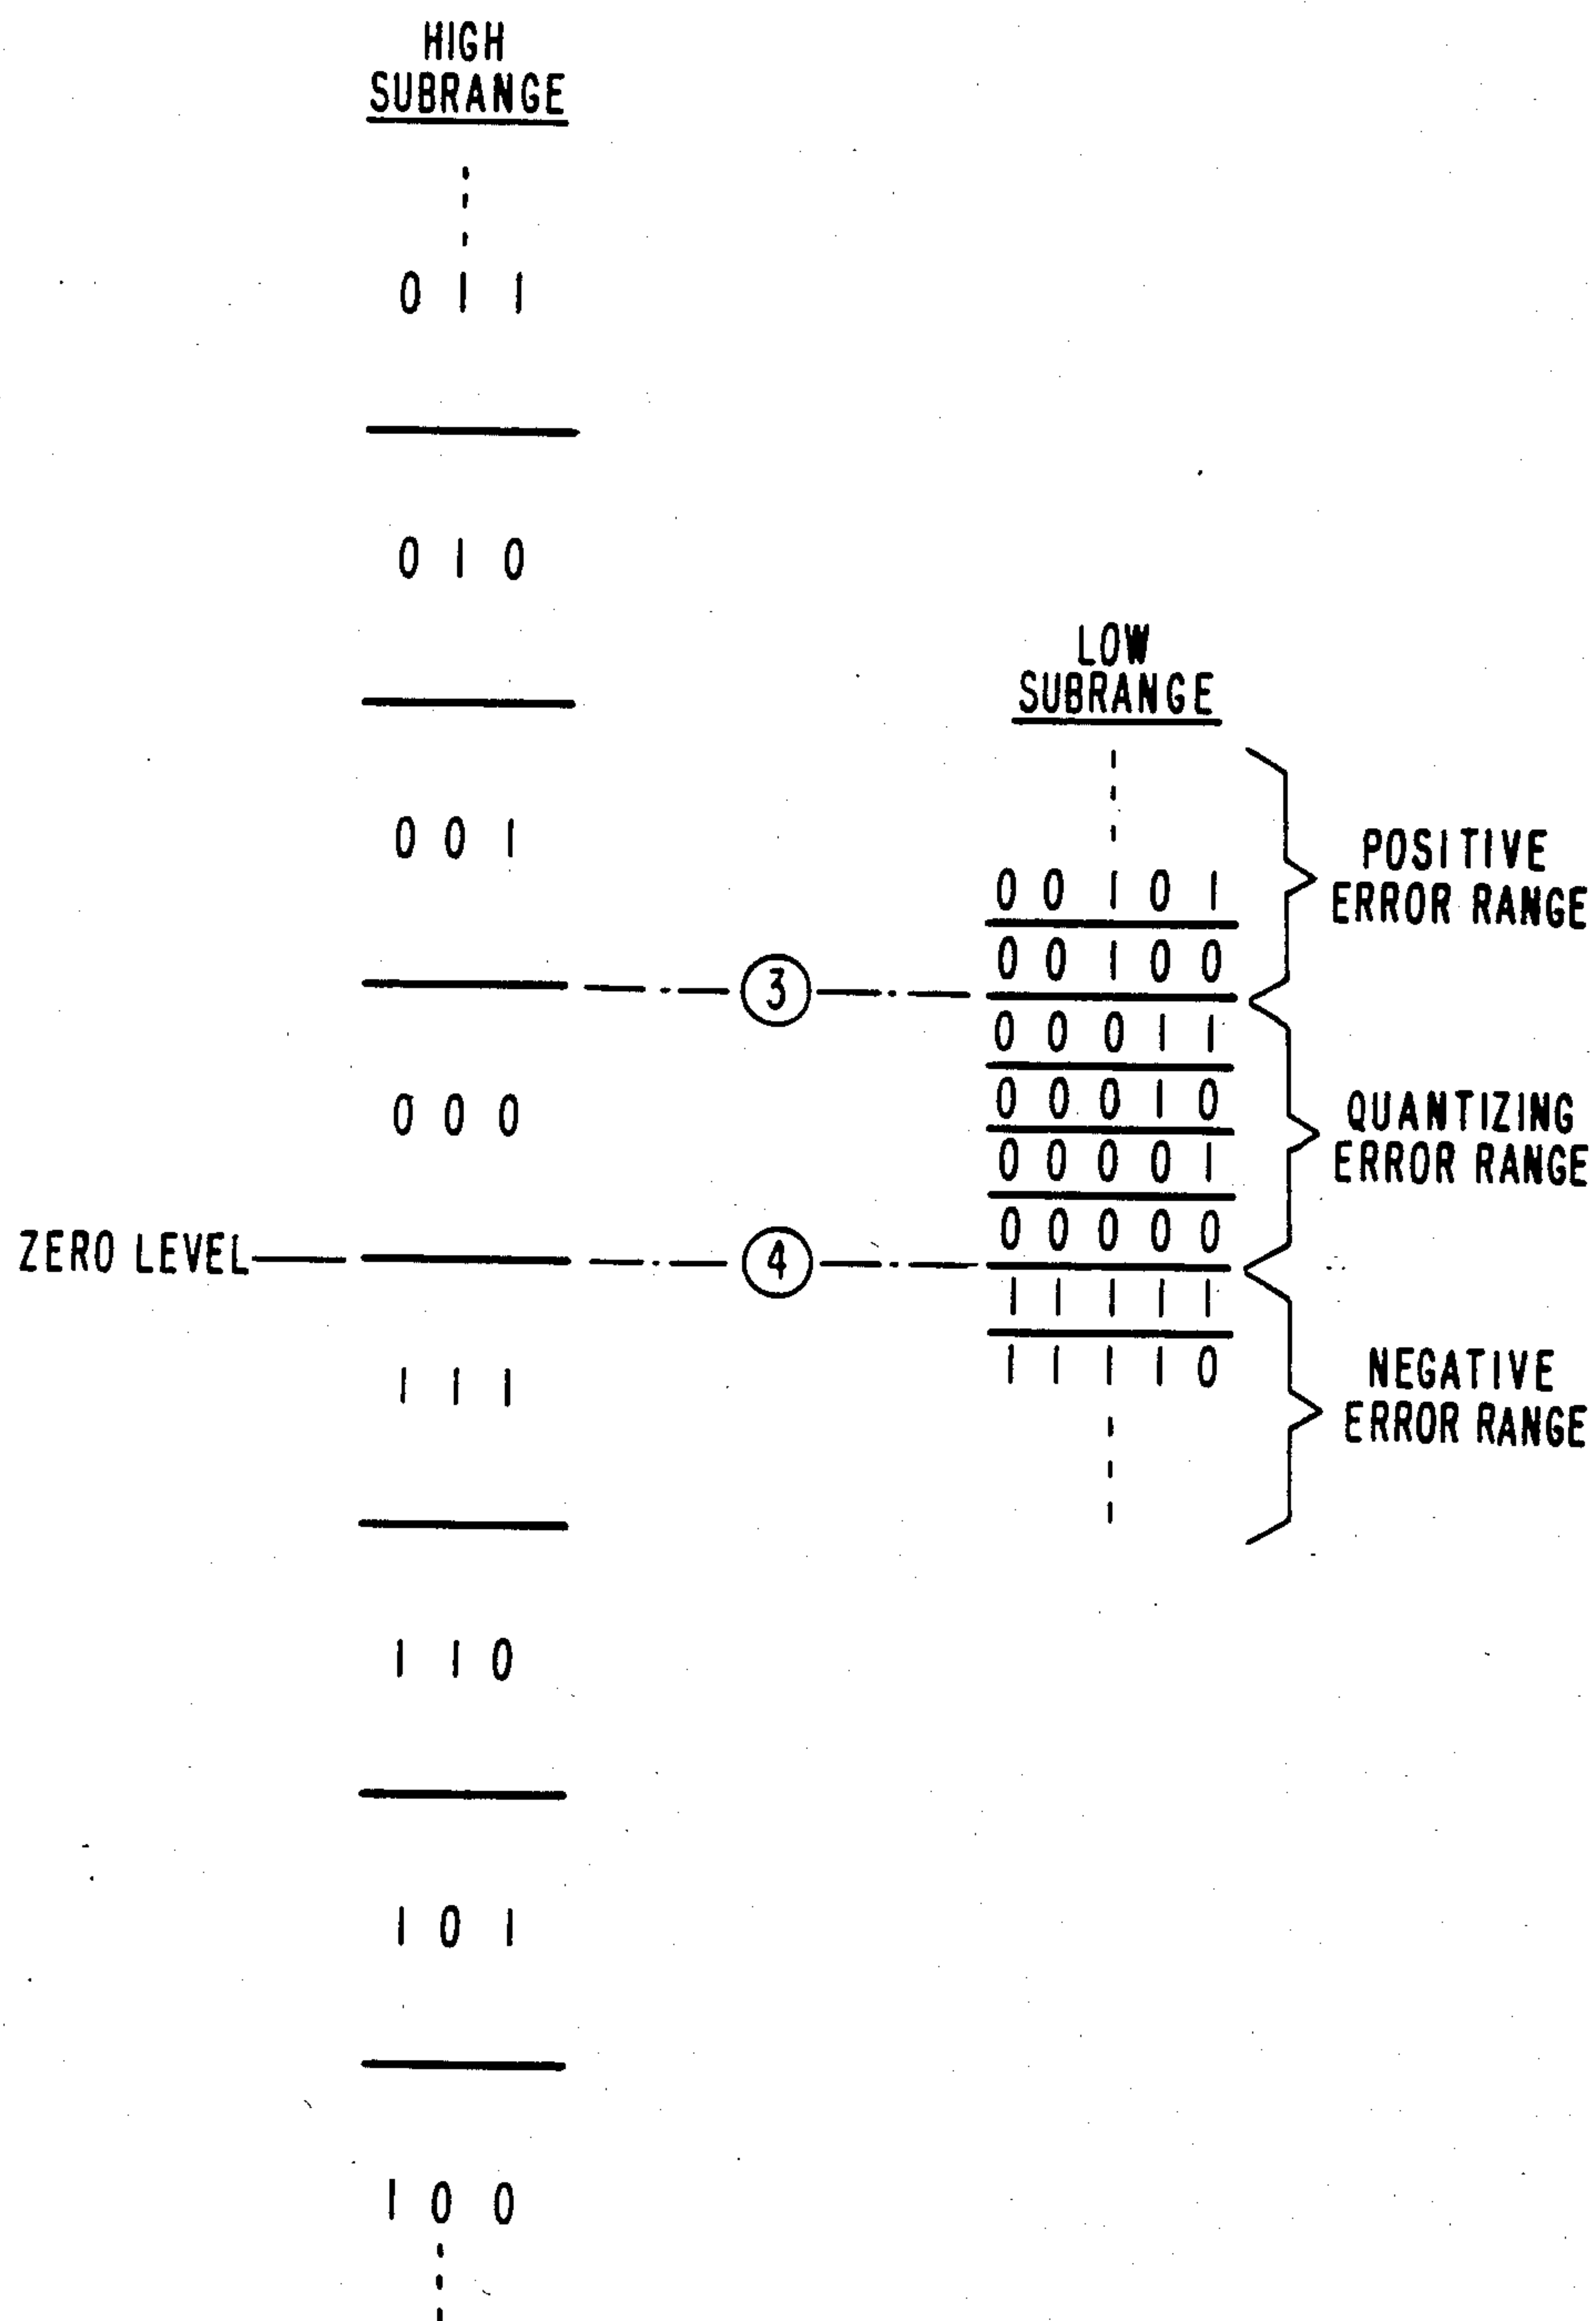 HIGH
SUBRANGE
0 1 1
0 1 0
LOW
SUBRANGE
0 0 1
POSITIVE
ERROR RANGE
0 0 1 0 1
0 0 1 0 0
3
0 0 0 1 1
0 0 0
0 0 0 1 0
QUANTIZING
ERROR RANGE
0 0 0 0 1
0 0 0 0 0
ZERO LEVEL
4
1 1 1 1 1
1 1 1
1 1 1 1 0
NEGATIVE
ERROR RANGE
1 1 0
1 0 1
1 0 0